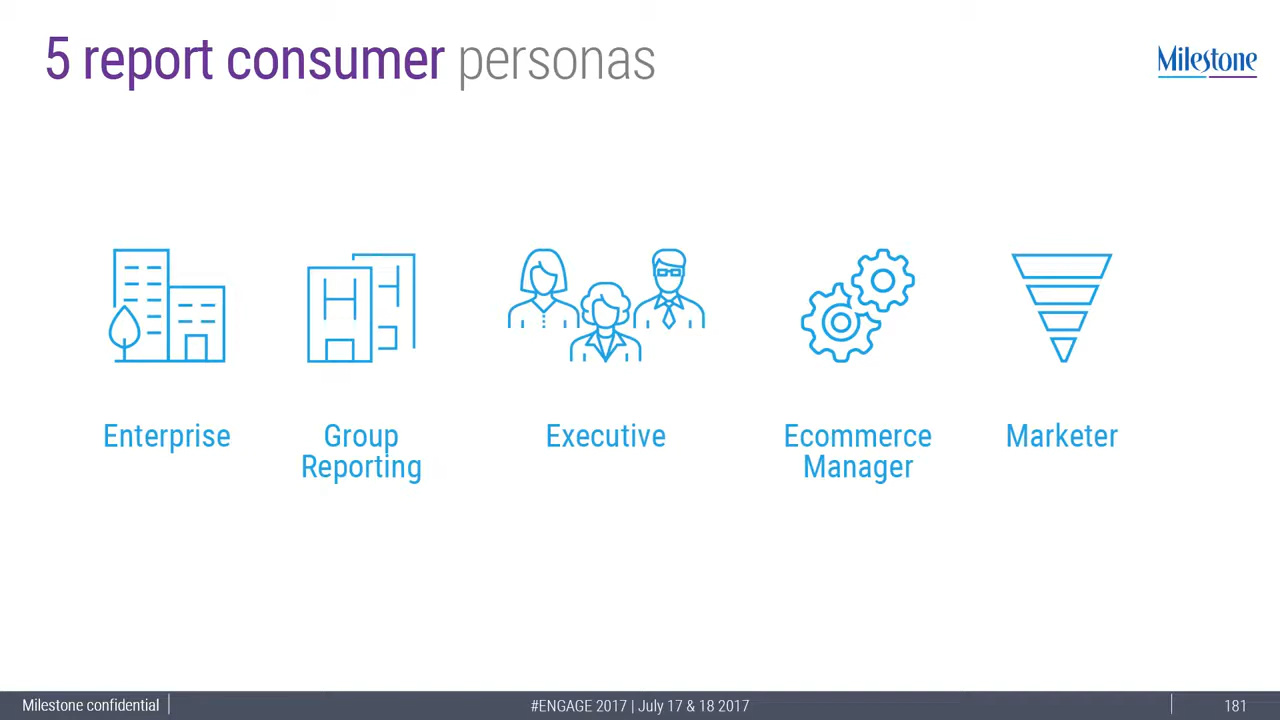 5 report consumer personas
Milestone
Enterprise
Group
Reporting
Executive
Ecommerce
Manager
Marketer
Milestone confidential
#ENGAGE 2017 | July 17 & 18 2017
181